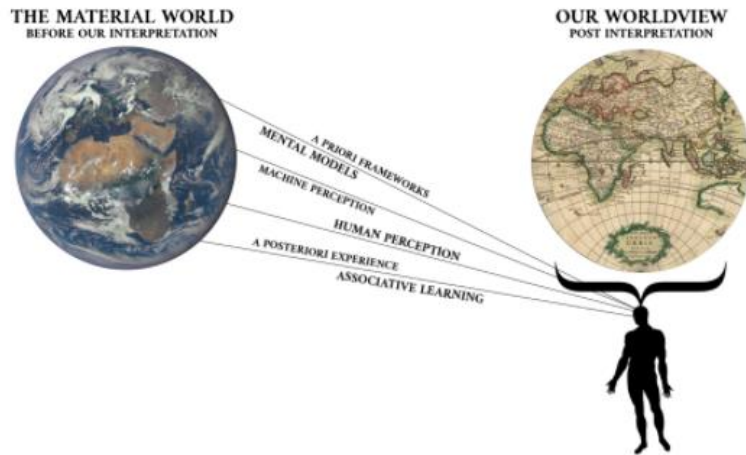 THE MATERIAL WORLD
BEFORE OUR INTERPRETATION
OUR WORLDVIEW
POST INTERPRETATION
A PRIORI FRAMEWORKS
MENTAL MODELS
MACHINE PERCEPTION
HUMAN PERCEPTION
A POSTERIORI EXPERIENCE
ASSOCIATIVE LEARNING